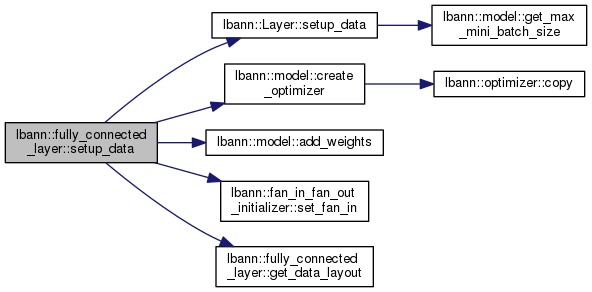 lbann::fully_connected
_layer::setup_data
lbann::Layer::setup_data
lbann::model::get_max
_mini_batch_size
lbann::model::create
_optimizer
lbann::optimizer::copy
lbann::model::add_weights
lbann::fan_in_fan_out
_initializer::set_fan_in
lbann::fully_connected
_layer::get_data_layout